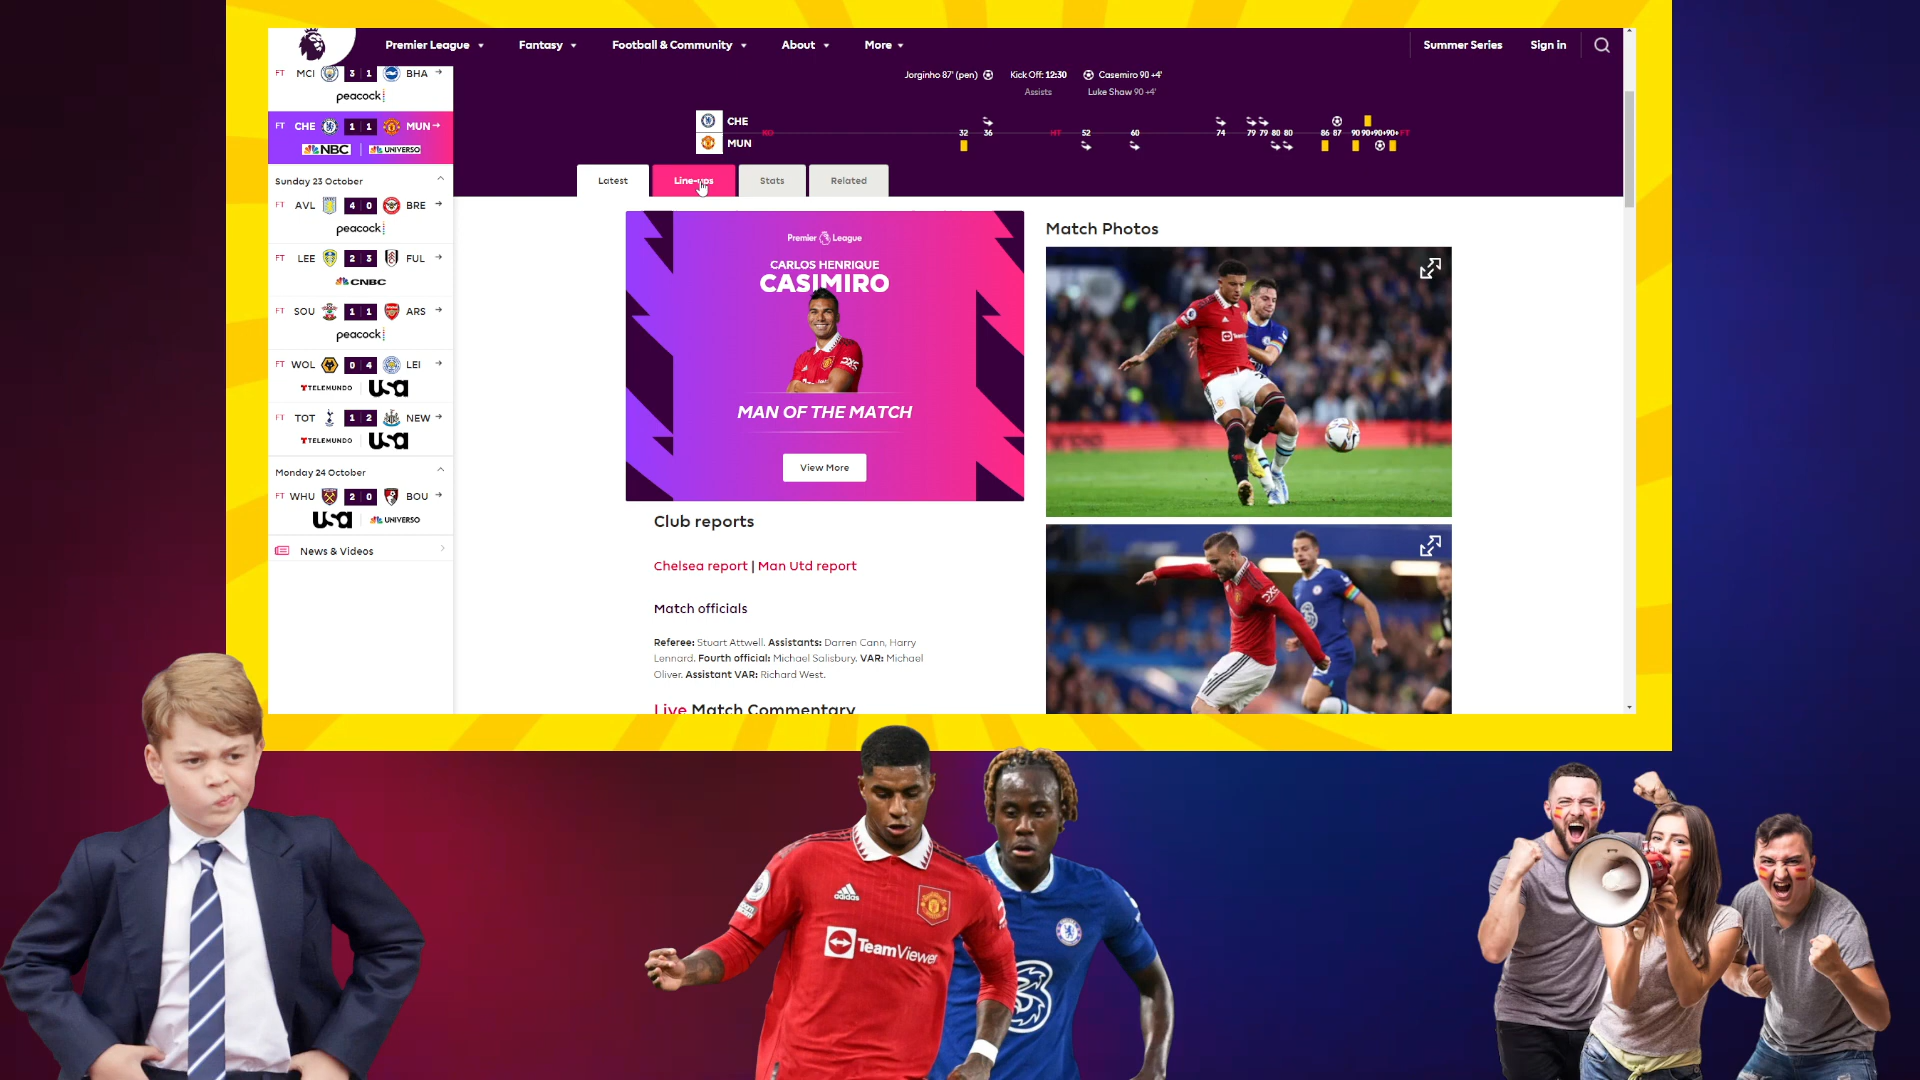 Premier League
Fantasy
Football & Community
About
More
Summer Series
Sign in
FT MCI 3 1 BHA
peacock
FT CHE 1 1 MUN
NBC UNIVERSO
Sunday 23 October
FT AVL 4 0 BRE
peacock
FT LEE 2 3 FUL
CNBC
FT SOU 1 1 ARS
peacock
FT WOL 0 4 LEI
TELEMUNDO usa
FT TOT 1 2 NEW
TELEMUNDO usa
Monday 24 October
FT WHU 2 0 BOU
usa UNIVERSO
News & Videos
Jorginho 87' (pen) Kick Off: 12:30 Casemiro 90 +4'
Assists Luke Shaw 90 +4'
CHE
KO 32 36 HT 52 60 74 79 79 80 80 86 87 90 90+90+90+ FT
MUN
Latest
Line-ups
Stats
Related
Premier League
CARLOS HENRIQUE
CASIMIRO
MAN OF THE MATCH
View More
Club reports
Chelsea report | Man Utd report
Match officials
Referee: Stuart Attwell. Assistants: Darren Cann, Harry
Lennard. Fourth official: Michael Salisbury. VAR: Michael
Oliver. Assistant VAR: Richard West.
Live Match Commentary
Match Photos
adidas
TeamViewer
3